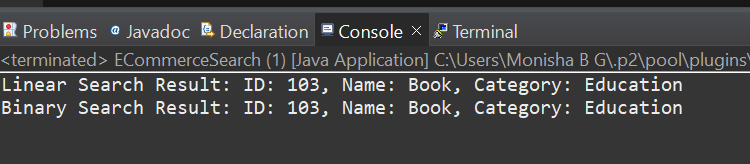 Problems @ Javadoc Declaration Console × Terminal
<terminated> ECommerceSearch (1) [Java Application] C:\Users\Monisha B G\.p2\pool\plugins\
Linear Search Result: ID: 103, Name: Book, Category: Education
Binary Search Result: ID: 103, Name: Book, Category: Education